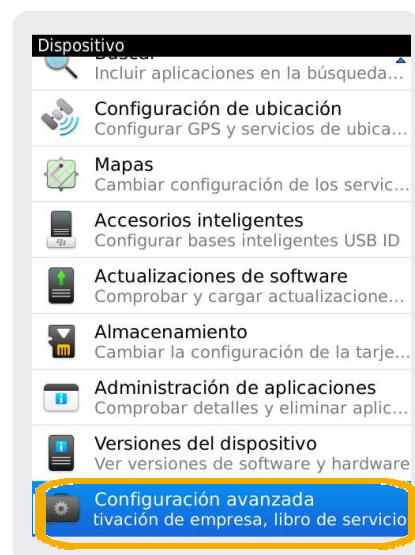 Dispositivo
Buscar
Incluir aplicaciones en la búsqueda...
Configuración de ubicación
Configurar GPS y servicios de ubica...
Mapas
Cambiar configuración de los servic...
Accesorios inteligentes
Configurar bases inteligentes USB ID
Actualizaciones de software
Comprobar y cargar actualizacione...
Almacenamiento
Cambiar la configuración de la tarje...
Administración de aplicaciones
Comprobar detalles y eliminar aplic...
Versiones del dispositivo
Ver versiones de software y hardware
Configuración avanzada
tivación de empresa, libro de servicio